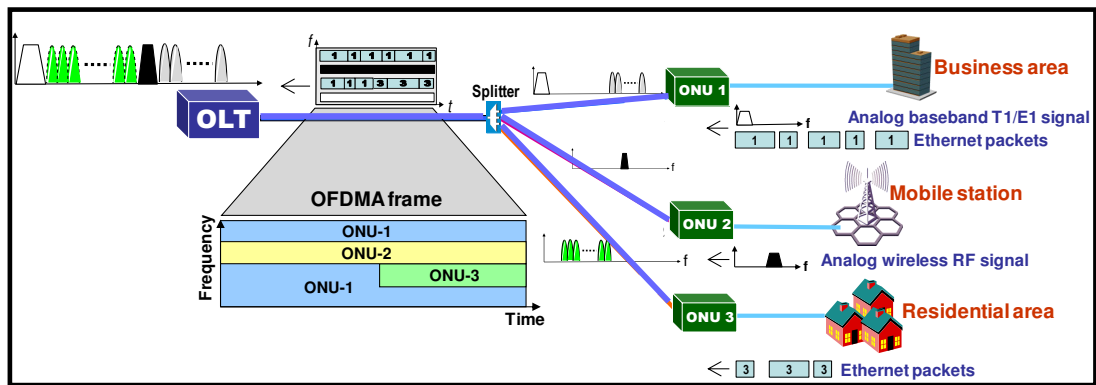 f
1 1 1 1 1 1
1 1 1 3 3 3
t
OLT
Splitter
f
ONU 1
Business area
Analog baseband T1/E1 signal
f
1 1 1 1 1
Ethernet packets
f
Mobile station
OFDMA frame
ONU 2
Frequency
ONU-1
ONU-2
ONU-3
ONU-1
Time
f
f
Analog wireless RF signal
ONU 3
Residential area
3 3 3
Ethernet packets